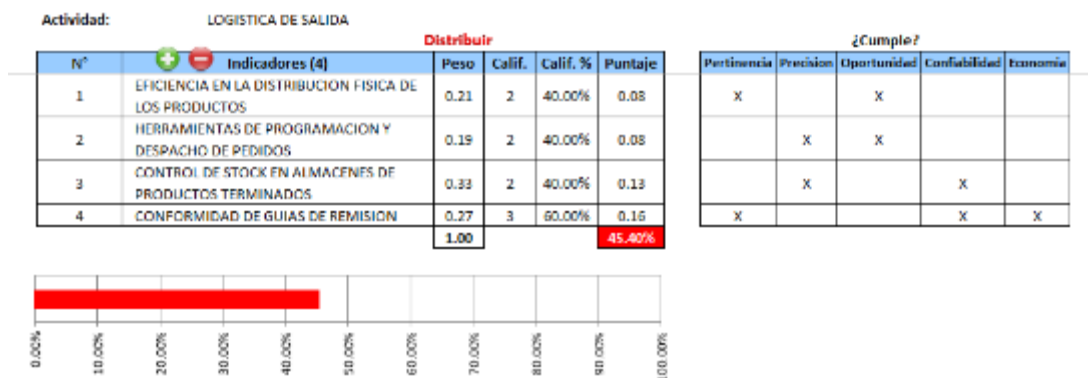 Actividad: LOGISTICA DE SALIDA
Distribuir ¿Cumple?
N° Indicadores (4) Peso Calif. Calif. % Puntaje Pertinencia Precision Oportunidad Confiabilidad Economia
EFICIENCIA EN LA DISTRIBUCION FISICA DE
1 0.21 2 40.00% 0.08 X X
LOS PRODUCTOS
HERRAMIENTAS DE PROGRAMACION Y
2 0.19 2 40.00% 0.08 X X
DESPACHO DE PEDIDOS
CONTROL DE STOCK EN ALMACENES DE
3 0.33 2 40.00% 0.13 X X
PRODUCTOS TERMINADOS
4 CONFORMIDAD DE GUIAS DE REMISION 0.27 3 60.00% 0.16 X X X
1.00 45.40%
0.00% 10.00% 20.00% 30.00% 40.00% 50.00% 60.00% 70.00% 80.00% 90.00% 100.00%